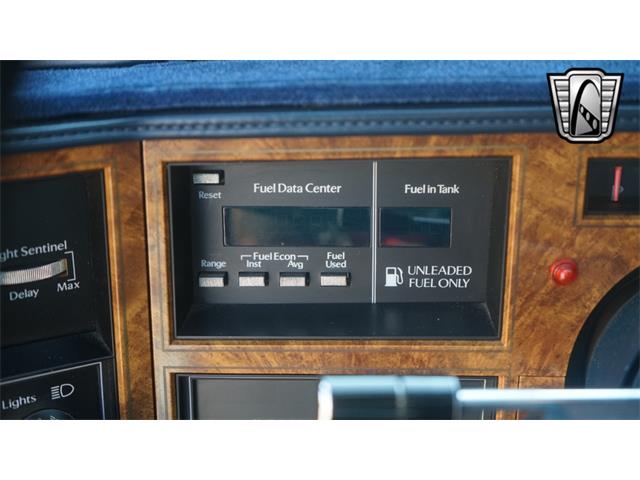 Fuel Data Center
Fuel in Tank
Reset
Range
Fuel Econ
Inst
Avg
Fuel
Used
UNLEADED
FUEL ONLY
Sentinel
Delay
Max
Lights